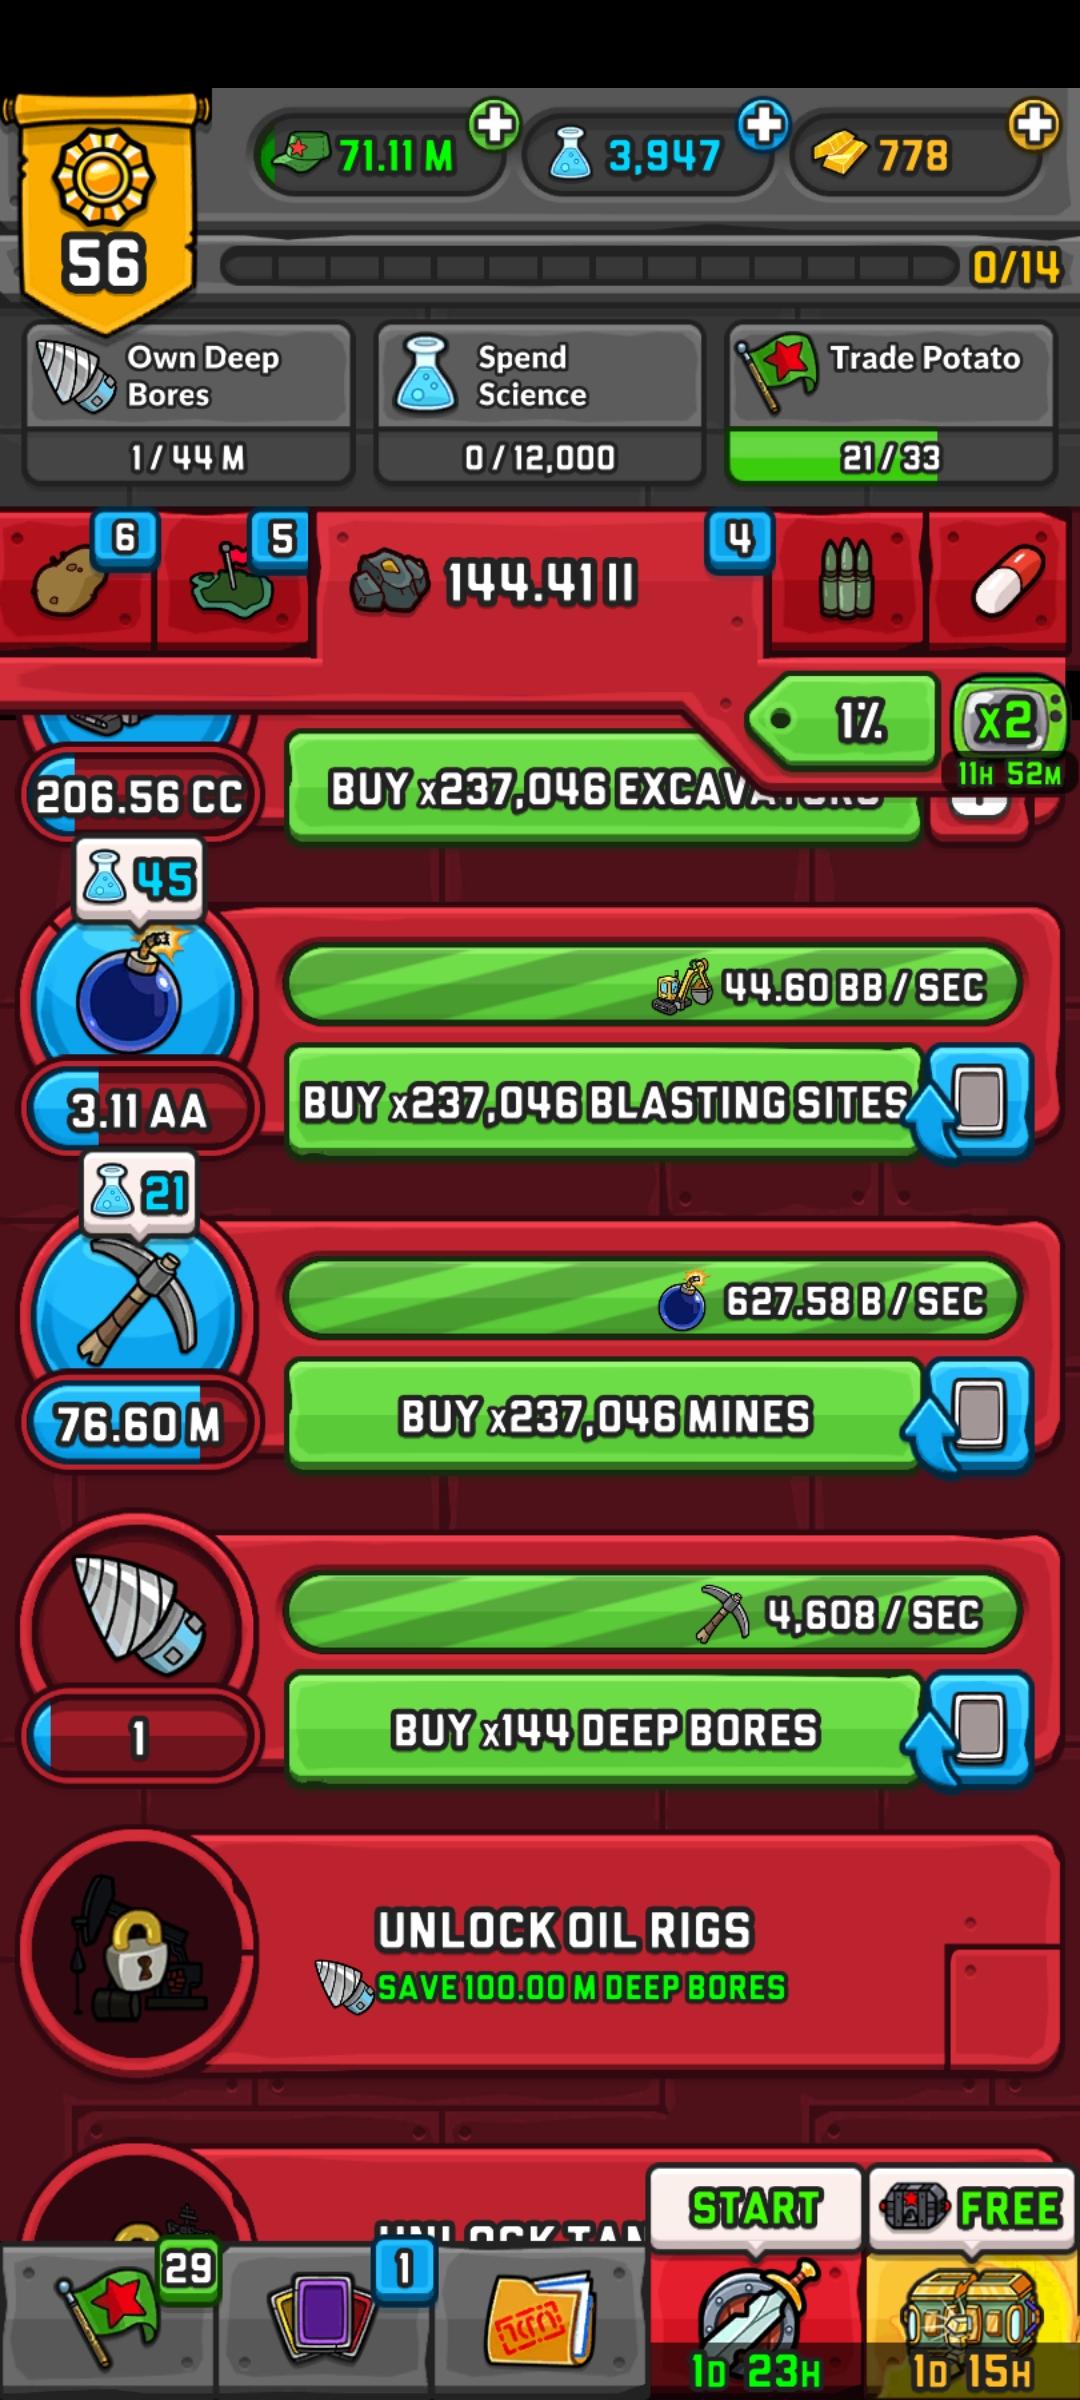 71.11 M
3,947
778
56
0/14
Own Deep Bores
1 / 44 M
Spend Science
0 / 12,000
Trade Potato
21 / 33
6
5
144.41 II
4
1%
x2
11H 52M
206.56 CC
BUY x237,046 EXCAVATORS
45
44.60 BB / SEC
3.11 AA
BUY x237,046 BLASTING SITES
21
627.58 B / SEC
76.60 M
BUY x237,046 MINES
4,608 / SEC
1
BUY x144 DEEP BORES
UNLOCK OIL RIGS
SAVE 100.00 M DEEP BORES
UNLOCK
START
FREE
29
1
1D 23H
1D 15H